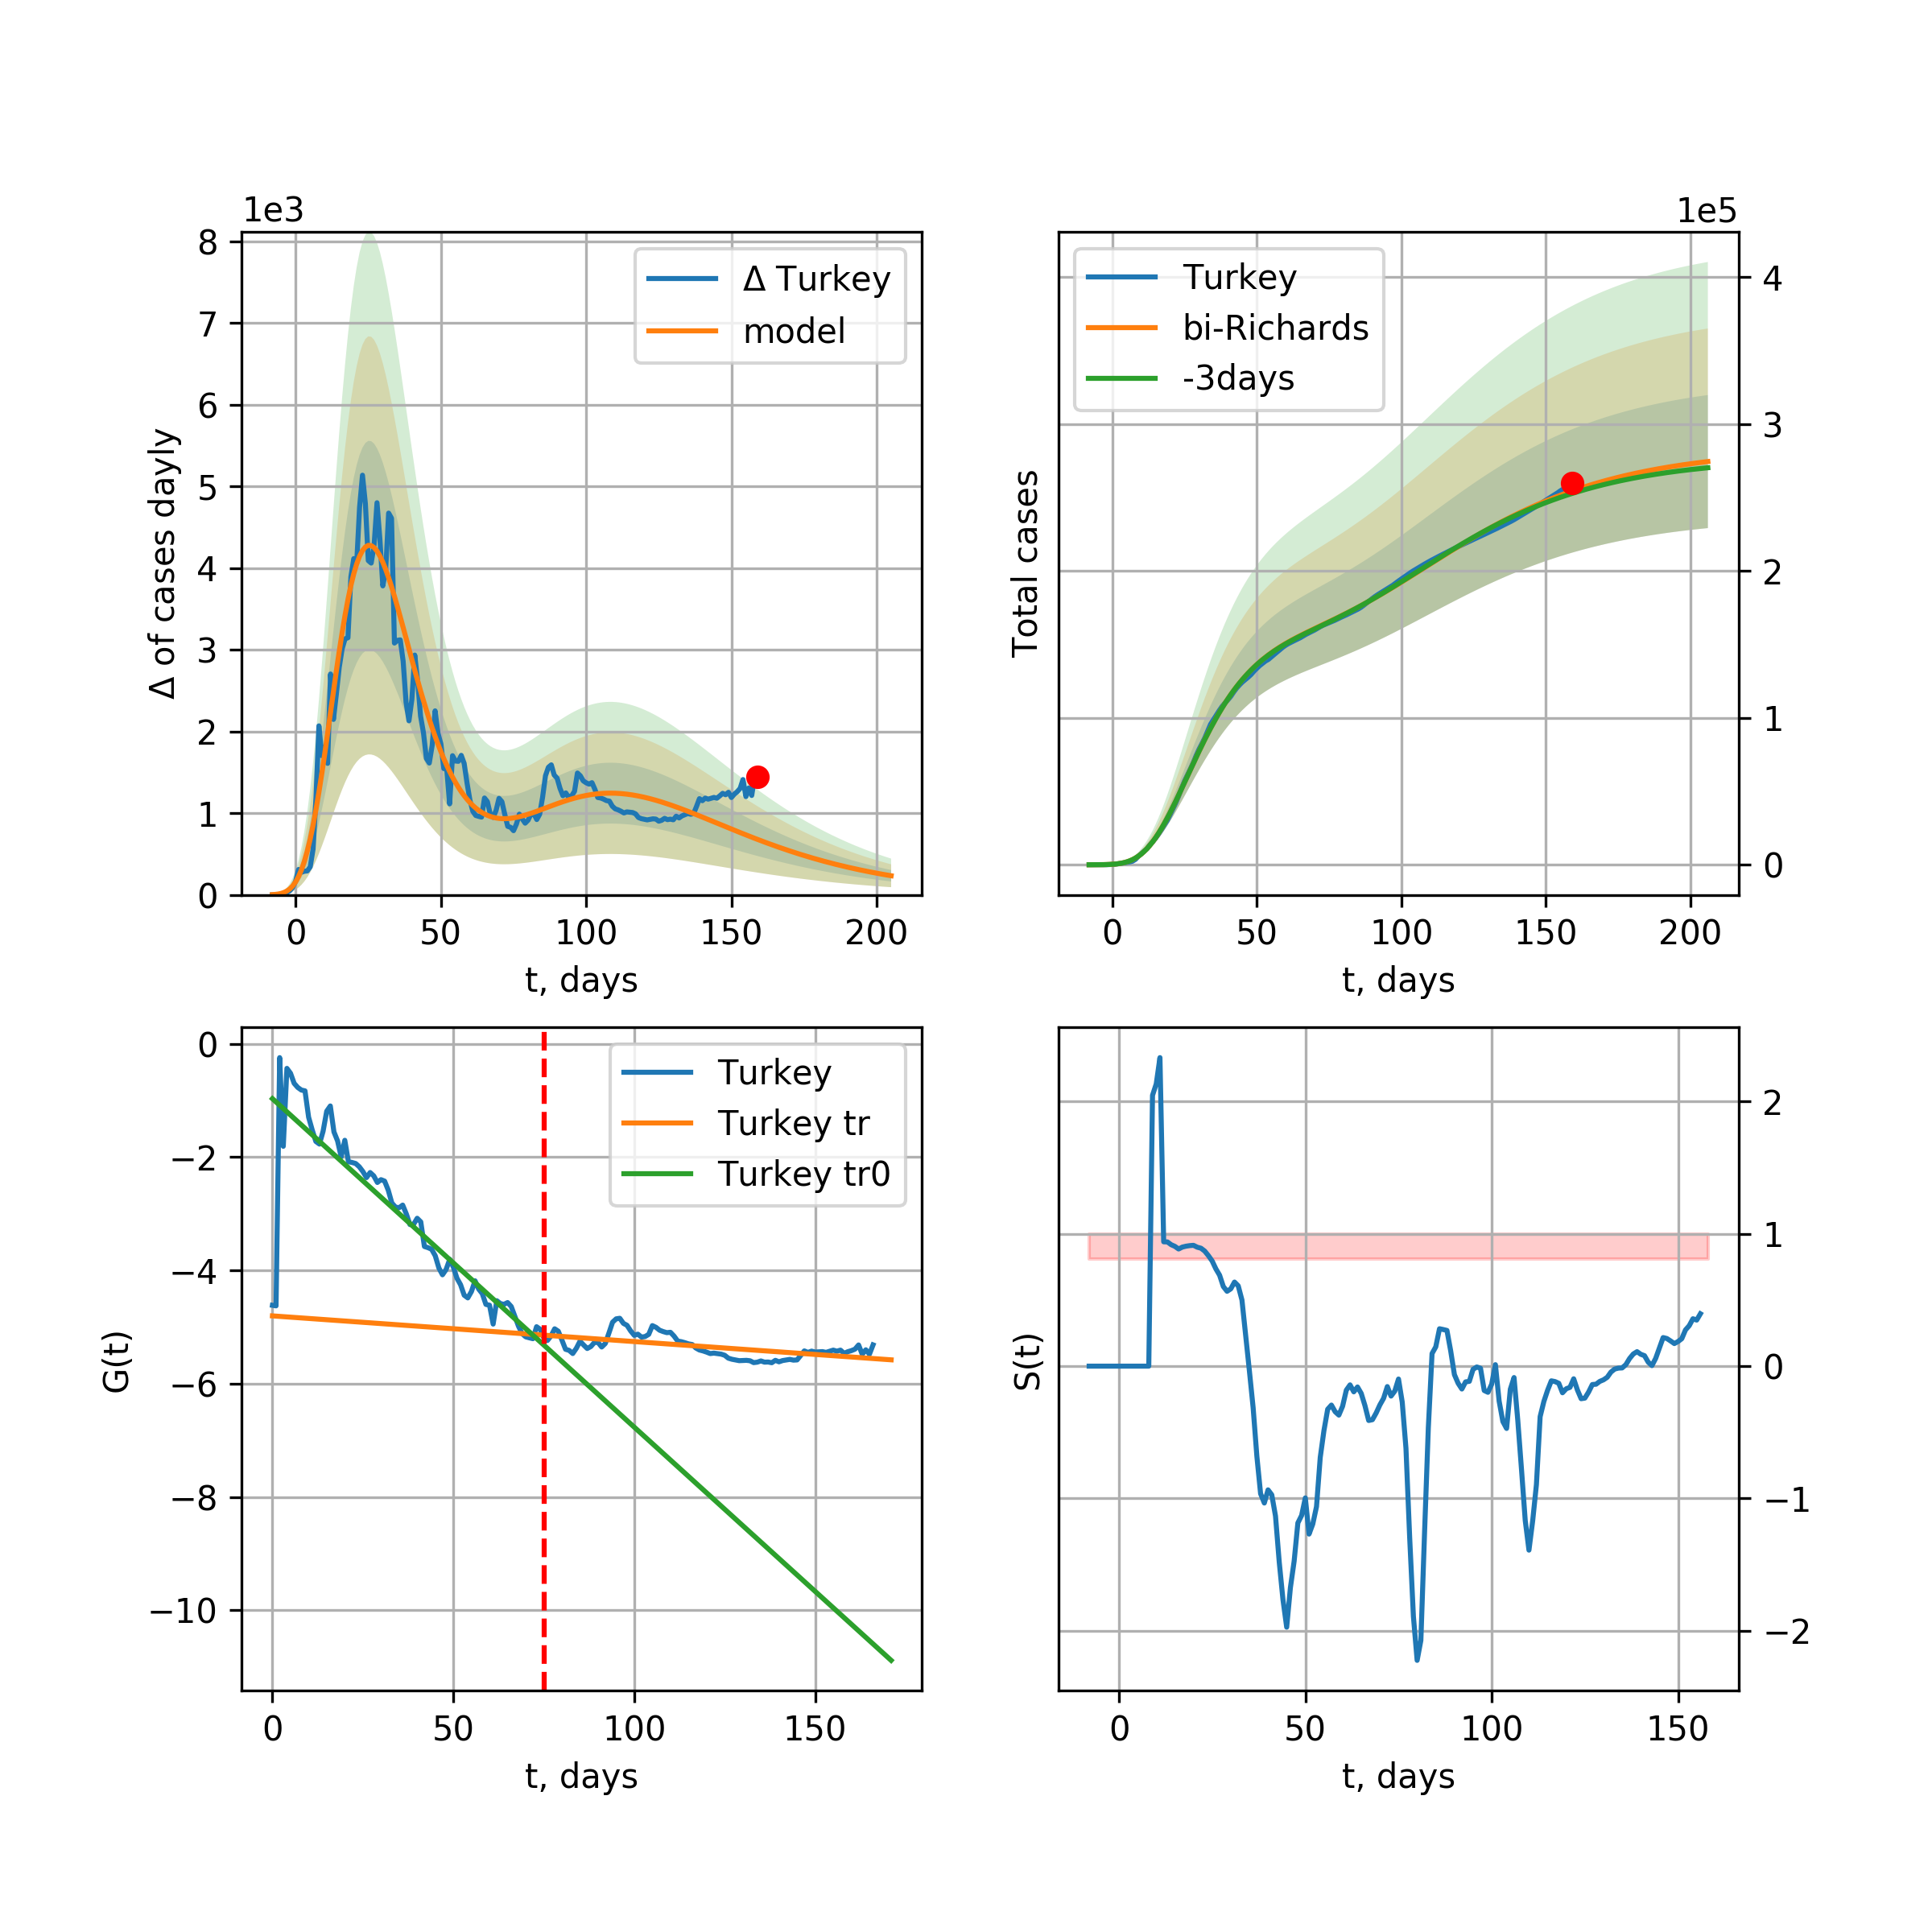 1e3
8
7
6
5
4
3
2
1
0
Δ of cases dayly
Δ Turkey
model
0 50 100 150 200
t, days
1e5
Turkey
bi-Richards
-3days
Total cases
4
3
2
1
0
0 50 100 150 200
t, days
0
−2
−4
−6
−8
−10
G(t)
Turkey
Turkey tr
Turkey tr0
0 50 100 150
t, days
S(t)
2
1
0
−1
−2
0 50 100 150
t, days